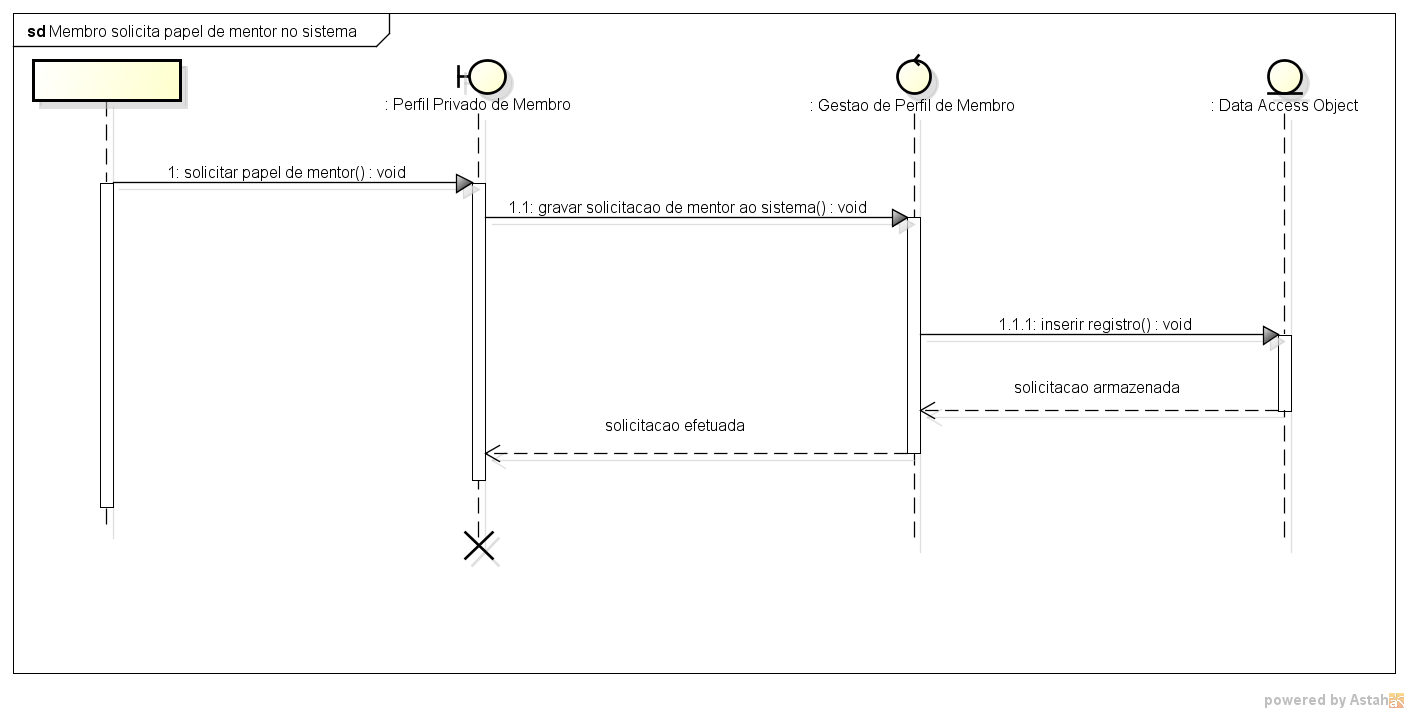 sd Membro solicita papel de mentor no sistema
: Perfil Privado de Membro
: Gestao de Perfil de Membro
: Data Access Object
1: solicitar papel de mentor() : void
1.1: gravar solicitacao de mentor ao sistema() : void
1.1.1: inserir registro() : void
solicitacao armazenada
solicitacao efetuada
powered by Astah